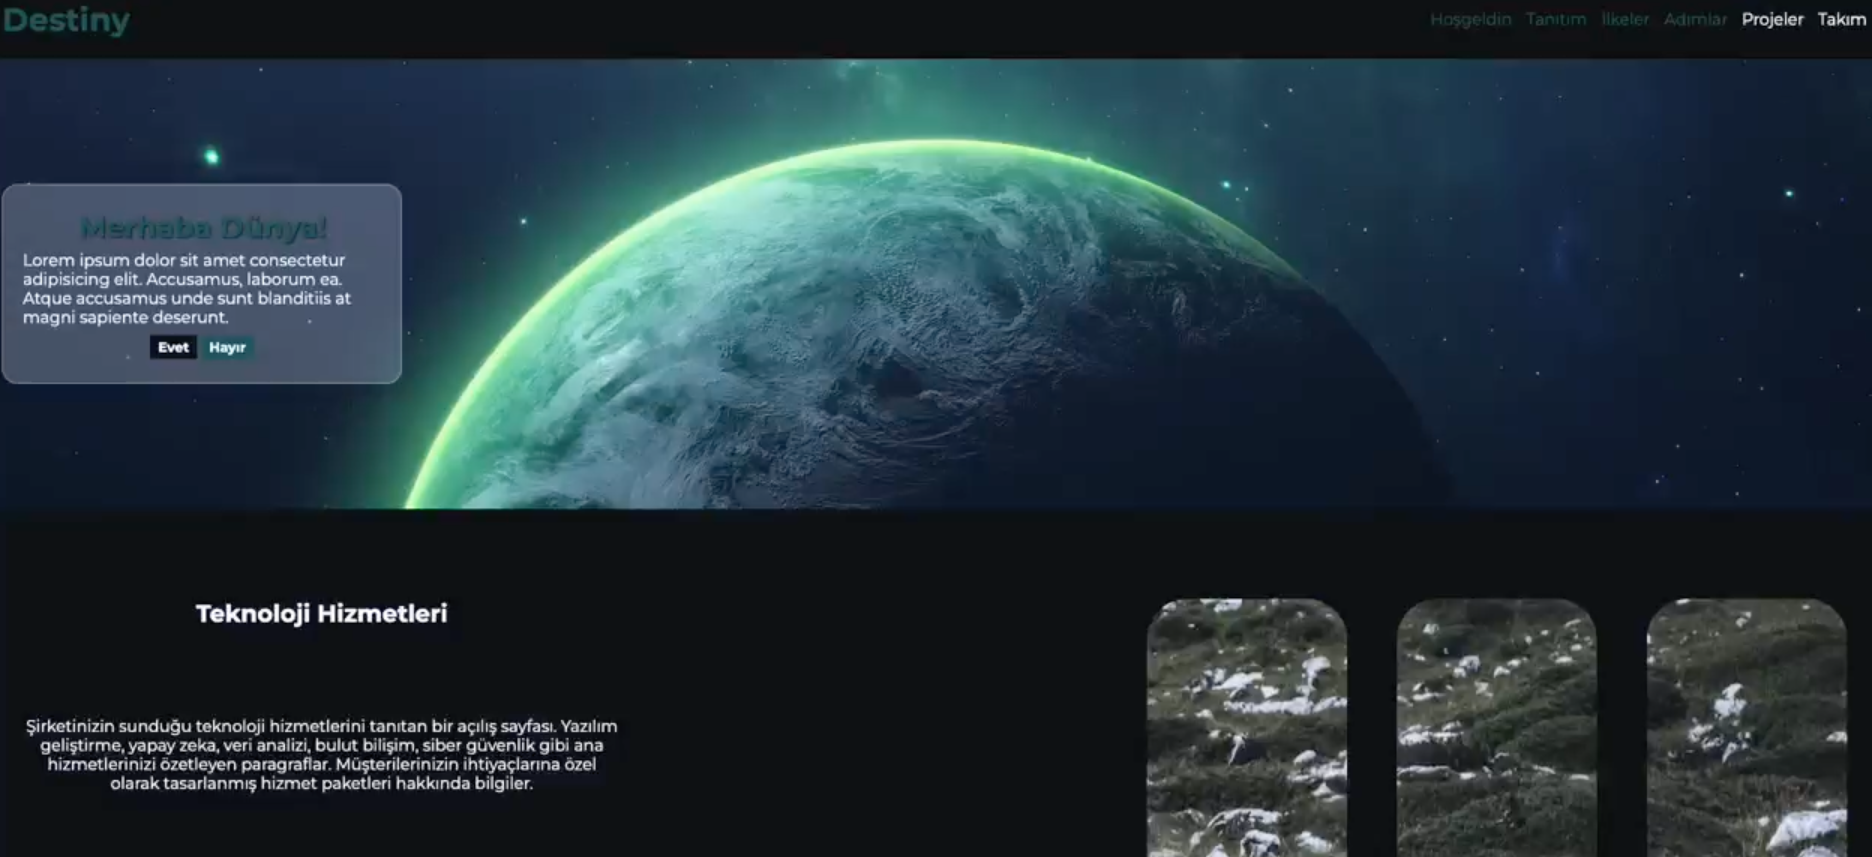 Destiny
Hoşgeldin Tanıtım İlkeler Adımlar Projeler Takım
Merhaba Dünya!
Lorem ipsum dolor sit amet consectetur
adipisicing elit. Accusamus, laborum ea.
Atque accusamus unde sunt blanditiis at
magni sapiente deserunt.
Evet Hayır
Teknoloji Hizmetleri
Şirketinizin sunduğu teknoloji hizmetlerini tanıtan bir açılış sayfası. Yazılım
geliştirme, yapay zeka, veri analizi, bulut bilişim, siber güvenlik gibi ana
hizmetlerinizi özetleyen paragraflar. Müşterilerinizin ihtiyaçlarına özel
olarak tasarlanmış hizmet paketleri hakkında bilgiler.